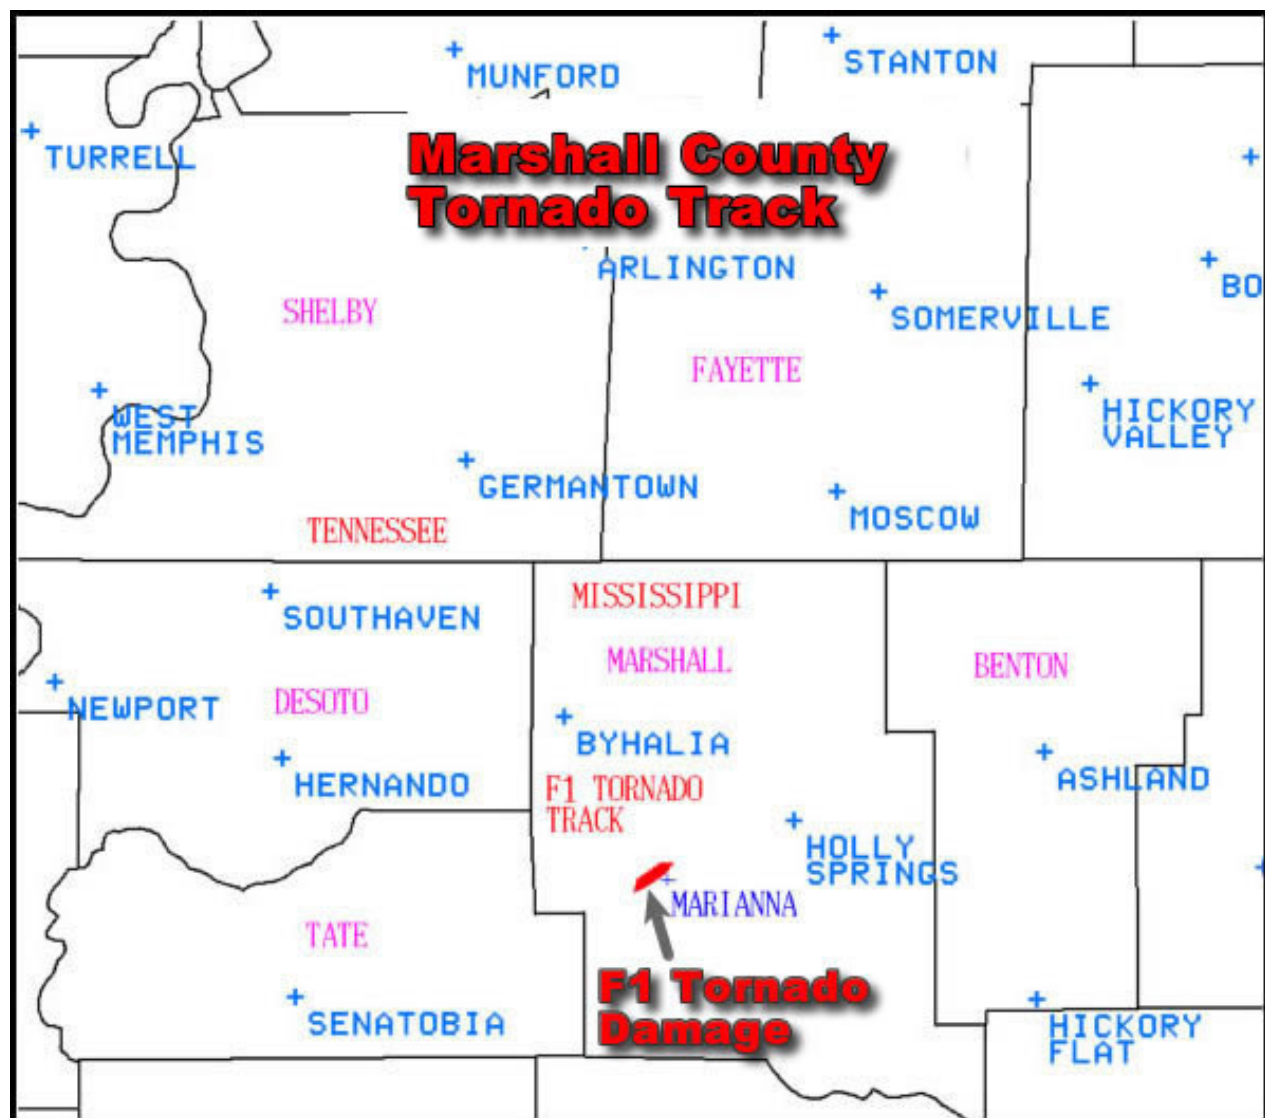 MUNFORD
STANTON
TURRELL
Marshall County
Tornado Track
ARLINGTON
BO
SHELBY
SOMERVILLE
FAYETTE
HICKORY
VALLEY
WEST
MEMPHIS
GERMANTOWN
MOSCOW
TENNESSEE
MISSISSIPPI
SOUTHAVEN
MARSHALL
BENTON
DESOTO
NEWPORT
BYHALIA
HERNANDO
ASHLAND
F1 TORNADO
TRACK
HOLLY
SPRINGS
MARIANNA
TATE
F1 Tornado
Damage
SENATOBIA
HICKORY
FLAT